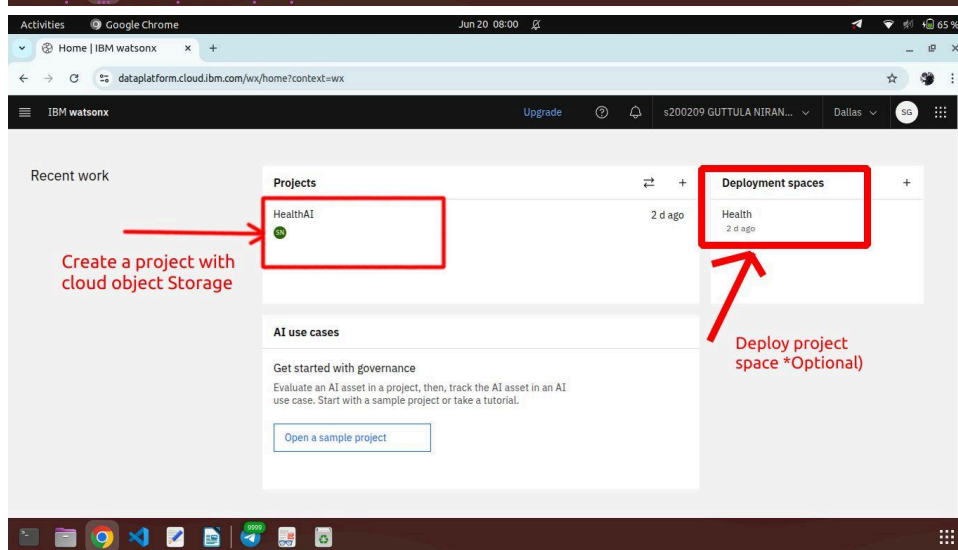 Activities Google Chrome Jun 20 08:00 65 %
Home | IBM watsonx
dataplatform.cloud.ibm.com/wx/home?context=wx
IBM watsonx Upgrade s200209 GUTTULA NIRAN... Dallas SG
Recent work
Projects
HealthAI 2 d ago
SN
Deployment spaces
Health
2 d ago
Create a project with
cloud object Storage
AI use cases
Get started with governance
Evaluate an AI asset in a project, then, track the AI asset in an AI
use case. Start with a sample project or take a tutorial.
Open a sample project
Deploy project
space *Optional)
9999